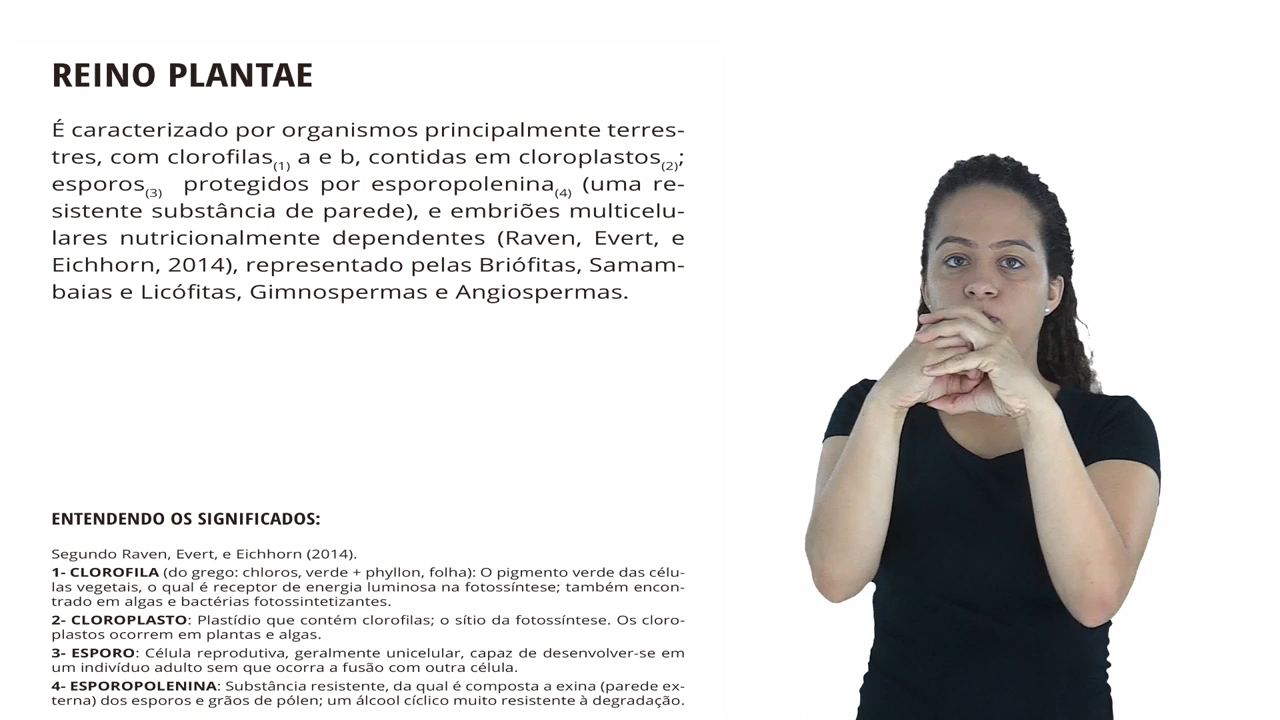 REINO PLANTAE
É caracterizado por organismos principalmente terres-
tres, com clorofilas(1) a e b, contidas em cloroplastos(2);
esporos(3) protegidos por esporopolenina(4) (uma re-
sistente substância de parede), e embriões multicelu-
lares nutricionalmente dependentes (Raven, Evert, e
Eichhorn, 2014), representado pelas Briófitas, Samam-
baias e Licófitas, Gimnospermas e Angiospermas.
ENTENDENDO OS SIGNIFICADOS:
Segundo Raven, Evert, e Eichhorn (2014).
1- CLOROFILA (do grego: chloros, verde + phyllon, folha): O pigmento verde das célu-
las vegetais, o qual é receptor de energia luminosa na fotossíntese; também encon-
trado em algas e bactérias fotossintetizantes.
2- CLOROPLASTO: Plastídio que contém clorofilas; o sítio da fotossíntese. Os cloro-
plastos ocorrem em plantas e algas.
3- ESPORO: Célula reprodutiva, geralmente unicelular, capaz de desenvolver-se em
um indivíduo adulto sem que ocorra a fusão com outra célula.
4- ESPOROPOLENINA: Substância resistente, da qual é composta a exina (parede ex-
terna) dos esporos e grãos de pólen; um álcool cíclico muito resistente à degradação.